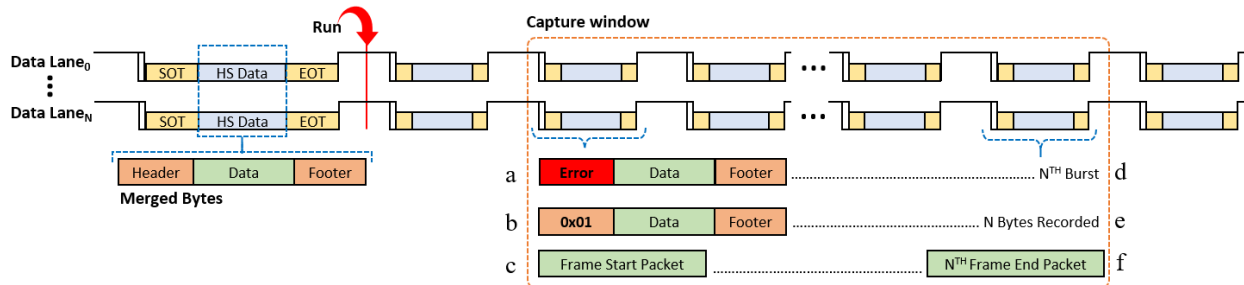 Run
Capture window
Data Lane0
SOT HS Data EOT
Data LaneN
SOT HS Data EOT
Header Data Footer
Merged Bytes
a Error Data Footer NTH Burst d
b 0x01 Data Footer N Bytes Recorded e
c Frame Start Packet NTH Frame End Packet f